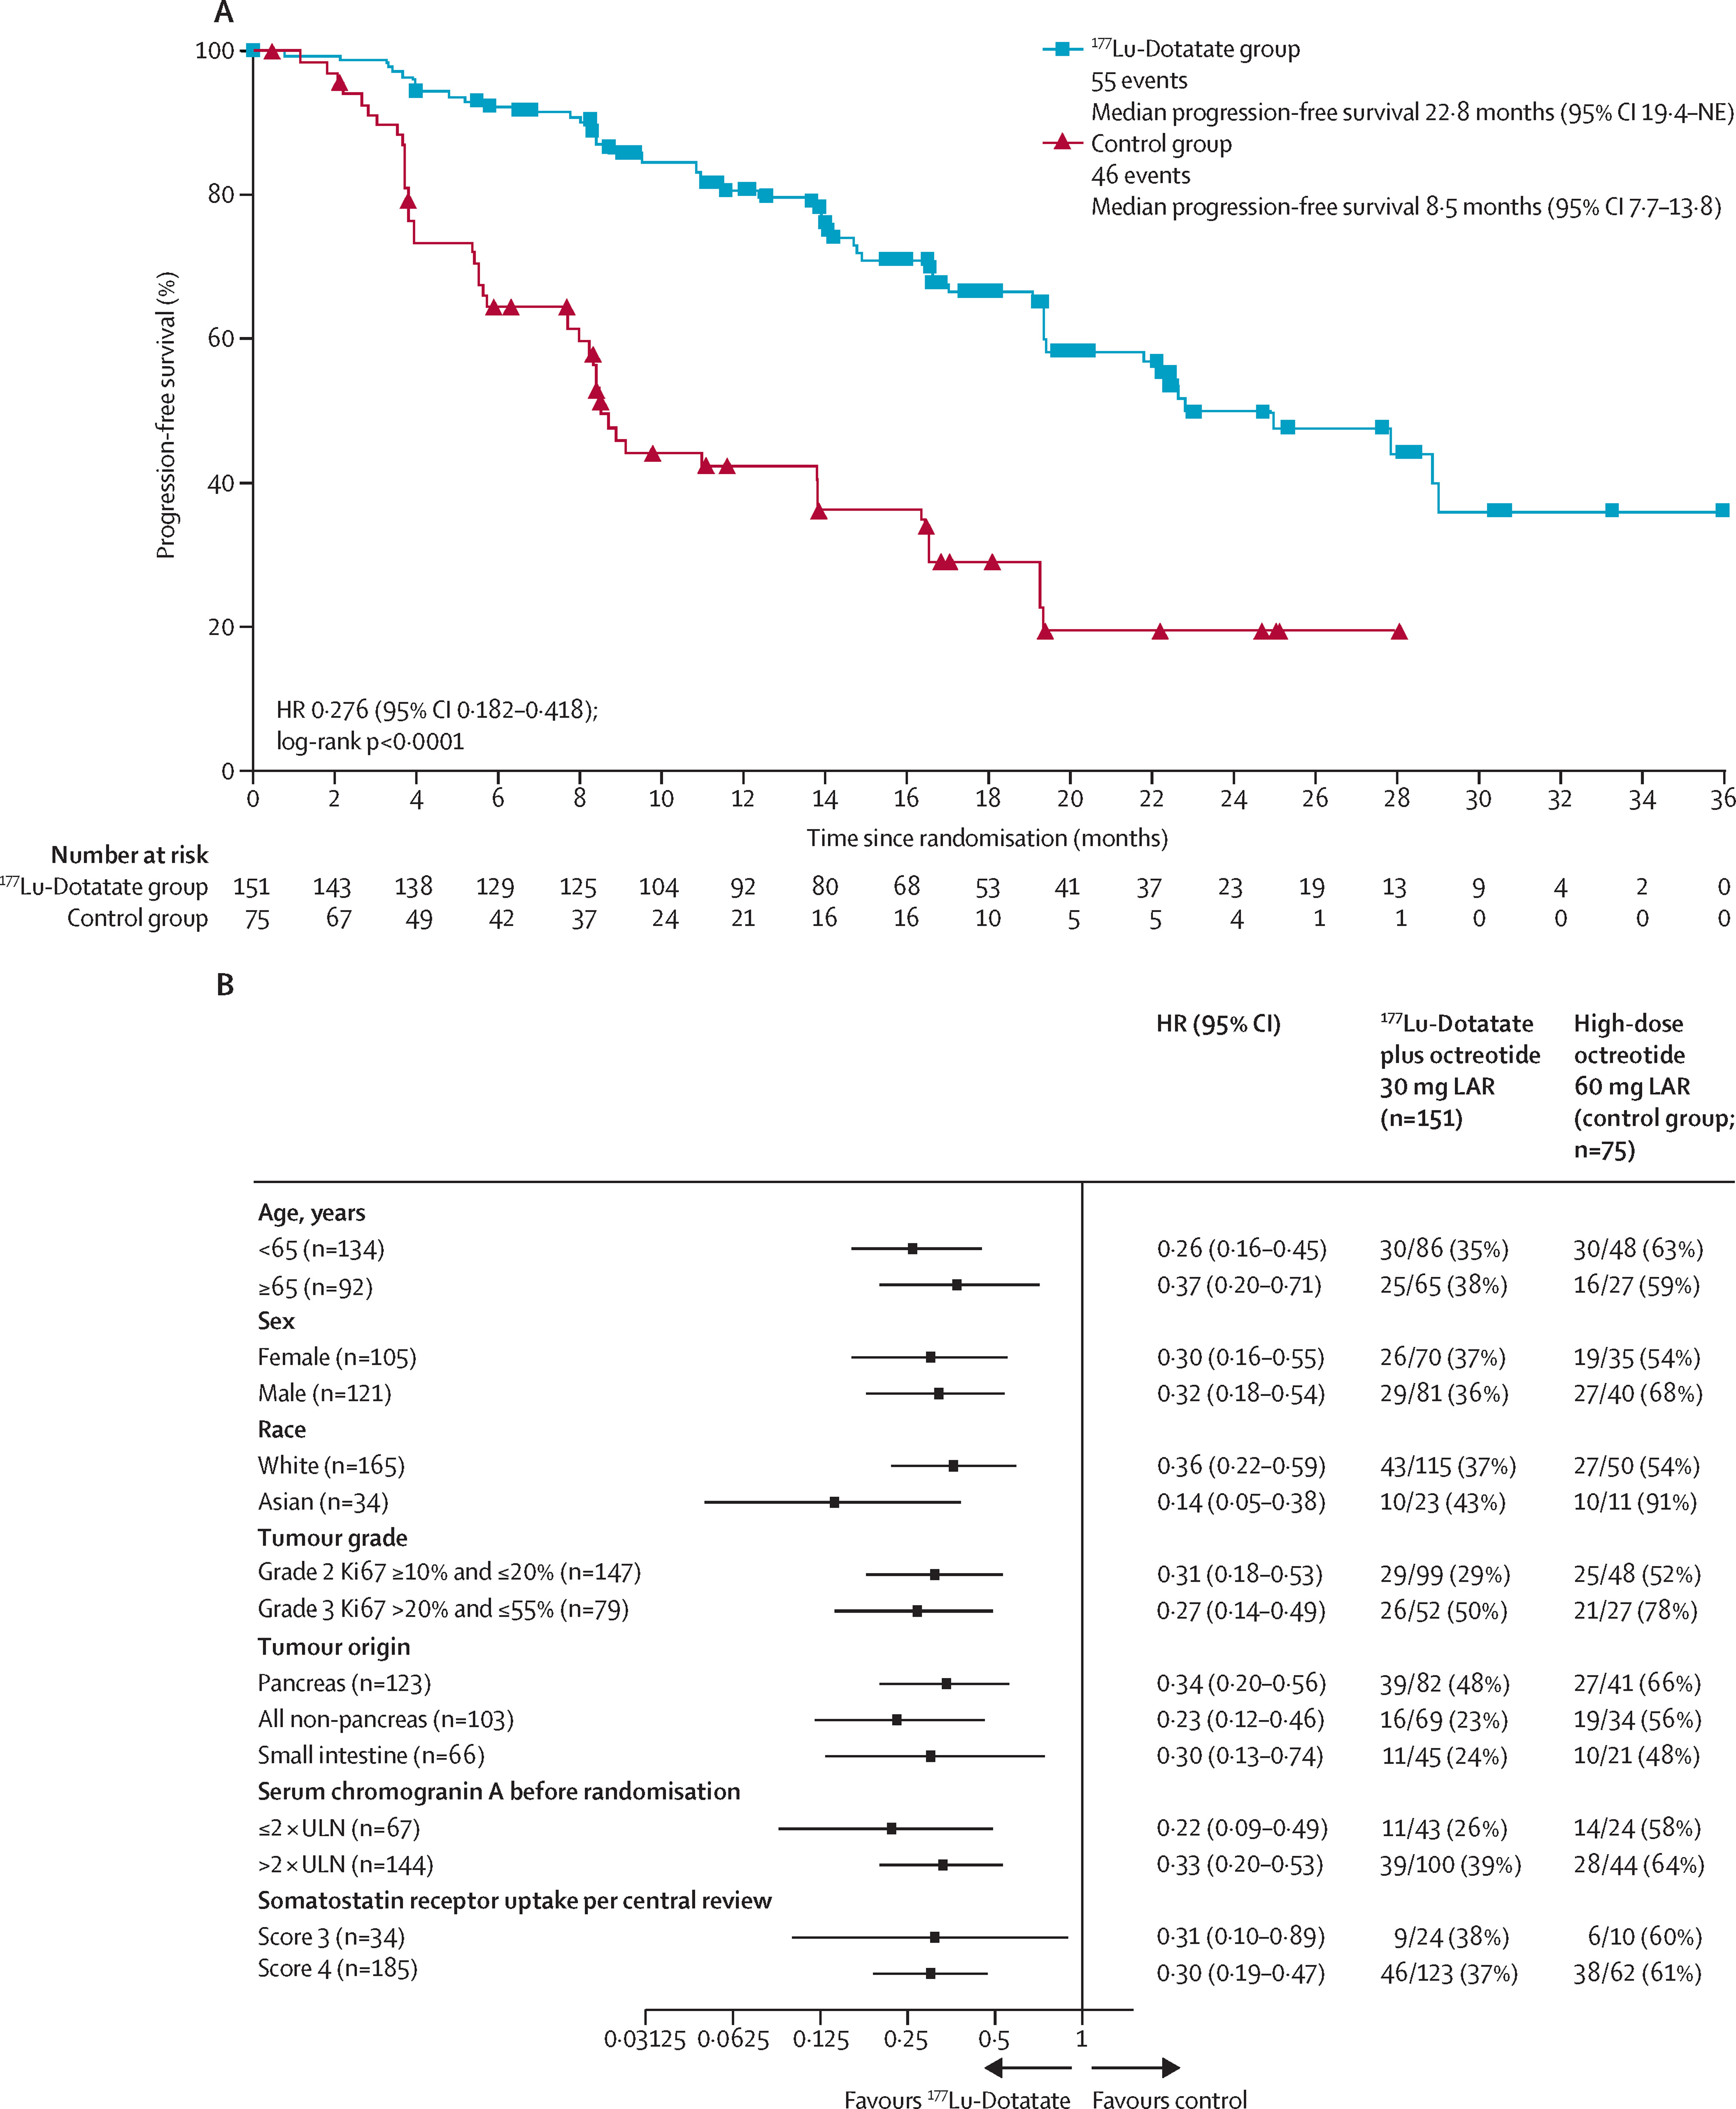 A
100
80
60
40
20
0
Progression-free survival (%)
¹⁷⁷Lu-Dotatate group
55 events
Median progression-free survival 22·8 months (95% CI 19·4–NE)
Control group
46 events
Median progression-free survival 8·5 months (95% CI 7·7–13·8)
HR 0·276 (95% CI 0·182–0·418);
log-rank p<0·0001
0 2 4 6 8 10 12 14 16 18 20 22 24 26 28 30 32 34 36
Time since randomisation (months)
Number at risk
¹⁷⁷Lu-Dotatate group 151 143 138 129 125 104 92 80 68 53 41 37 23 19 13 9 4 2 0
Control group 75 67 49 42 37 24 21 16 16 10 5 5 4 1 1 0 0 0 0
B
HR (95% CI)
¹⁷⁷Lu-Dotatate
plus octreotide
30 mg LAR
(n=151)
High-dose
octreotide
60 mg LAR
(control group;
n=75)
Age, years
<65 (n=134) 0·26 (0·16–0·45) 30/86 (35%) 30/48 (63%)
≥65 (n=92) 0·37 (0·20–0·71) 25/65 (38%) 16/27 (59%)
Sex
Female (n=105) 0·30 (0·16–0·55) 26/70 (37%) 19/35 (54%)
Male (n=121) 0·32 (0·18–0·54) 29/81 (36%) 27/40 (68%)
Race
White (n=165) 0·36 (0·22–0·59) 43/115 (37%) 27/50 (54%)
Asian (n=34) 0·14 (0·05–0·38) 10/23 (43%) 10/11 (91%)
Tumour grade
Grade 2 Ki67 ≥10% and ≤20% (n=147) 0·31 (0·18–0·53) 29/99 (29%) 25/48 (52%)
Grade 3 Ki67 >20% and ≤55% (n=79) 0·27 (0·14–0·49) 26/52 (50%) 21/27 (78%)
Tumour origin
Pancreas (n=123) 0·34 (0·20–0·56) 39/82 (48%) 27/41 (66%)
All non-pancreas (n=103) 0·23 (0·12–0·46) 16/69 (23%) 19/34 (56%)
Small intestine (n=66) 0·30 (0·13–0·74) 11/45 (24%) 10/21 (48%)
Serum chromogranin A before randomisation
≤2 × ULN (n=67) 0·22 (0·09–0·49) 11/43 (26%) 14/24 (58%)
>2 × ULN (n=144) 0·33 (0·20–0·53) 39/100 (39%) 28/44 (64%)
Somatostatin receptor uptake per central review
Score 3 (n=34) 0·31 (0·10–0·89) 9/24 (38%) 6/10 (60%)
Score 4 (n=185) 0·30 (0·19–0·47) 46/123 (37%) 38/62 (61%)
0·03125 0·0625 0·125 0·25 0·5 1
Favours ¹⁷⁷Lu-Dotatate Favours control